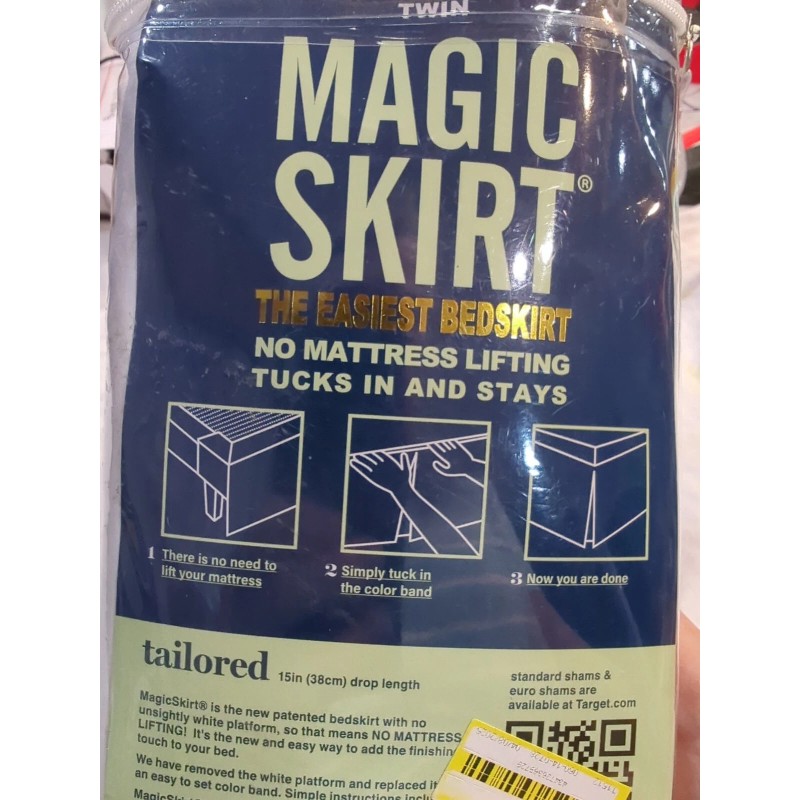 TWIN
MAGIC
SKIRT®
THE EASIEST BEDSKIRT
NO MATTRESS LIFTING
TUCKS IN AND STAYS
1 There is no need to
lift your mattress
2 Simply tuck in
the color band
3 Now you are done
tailored 15in (38cm) drop length
standard shams &
euro shams are
available at Target.com
MagicSkirt® is the new patented bedskirt with no
unsightly white platform, so that means NO MATTRESS
LIFTING! It's the new and easy way to add the finishing
touch to your bed.
We have removed the white platform and replaced it
an easy to set color band. Simple instructions